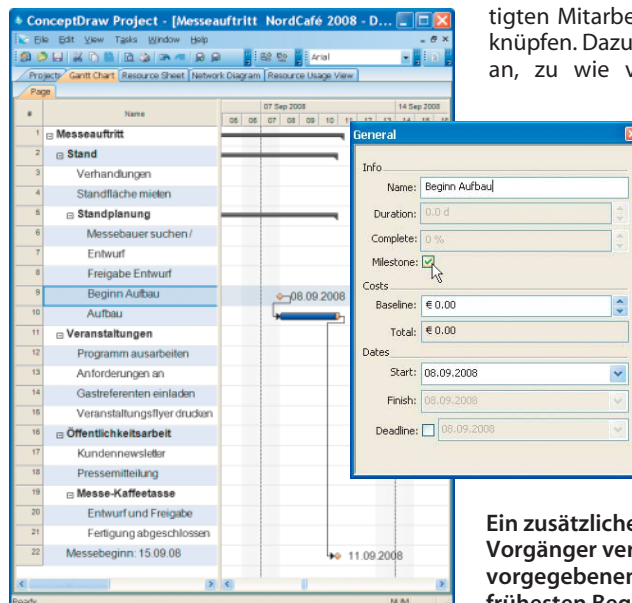 ConceptDraw Project - [Messeauftritt NordCafé 2008 - D...
File Edit View Tasks Window Help
Arial
Project Gantt Chart Resource Sheet Network Diagram Resource Usage View
Page
# Name 07 Sep 2008 14 Sep 2008
05 06 07 08 09 10 11 12 13 14 15 16
1 Messeauftritt
2 Stand
3 Verhandlungen
4 Standfläche mieten
5 Standplanung
6 Messebauer suchen/
7 Entwurf
8 Freigabe Entwurf
9 Beginn Aufbau 08.09.2008
10 Aufbau
11 Veranstaltungen
12 Programm ausarbeiten
13 Anforderungen an
14 Gastreferenten einladen
15 Veranstaltungsflyer drucken
16 Öffentlichkeitsarbeit
17 Kundennewsletter
18 Pressemitteilung
19 Messe-Kaffeetasse
20 Entwurf und Freigabe
21 Fertigung abgeschlossen
22 Messebeginn: 15.09.08 11.09.2008
Ready NUM
tigten Mitarbe
knüpfen. Dazu
an, zu wie v
General
Info
Name: Beginn Aufbau
Duration: 0.0 d
Complete: 0 %
Milestone:
Costs
Baseline: € 0.00
Total: € 0.00
Dates
Start: 08.09.2008
Finish: 08.09.2008
Deadline: 08.09.2008
Ein zusätzliche
Vorgänger ver
vorgegebener
frühesten Beg